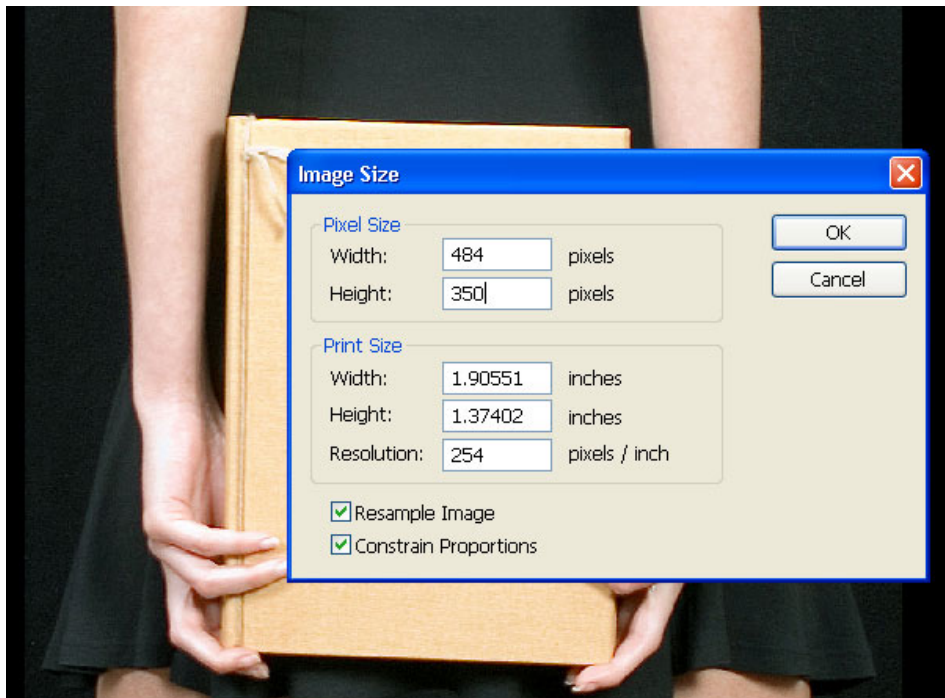 Image Size
Pixel Size
Width: 484 pixels
Height: 350 pixels
OK
Cancel
Print Size
Width: 1.90551 inches
Height: 1.37402 inches
Resolution: 254 pixels / inch
Resample Image
Constrain Proportions